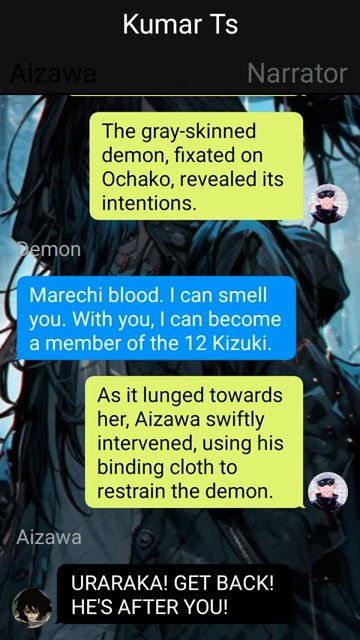 Kumar Ts
Aizawa
Narrator
The gray-skinned
demon, fixated on
Ochako, revealed its
intentions.
Demon
Marechi blood. I can smell
you. With you, I can become
a member of the 12 Kizuki.
As it lunged towards
her, Aizawa swiftly
intervened, using his
binding cloth to
restrain the demon.
Aizawa
URARAKA! GET BACK!
HE'S AFTER YOU!